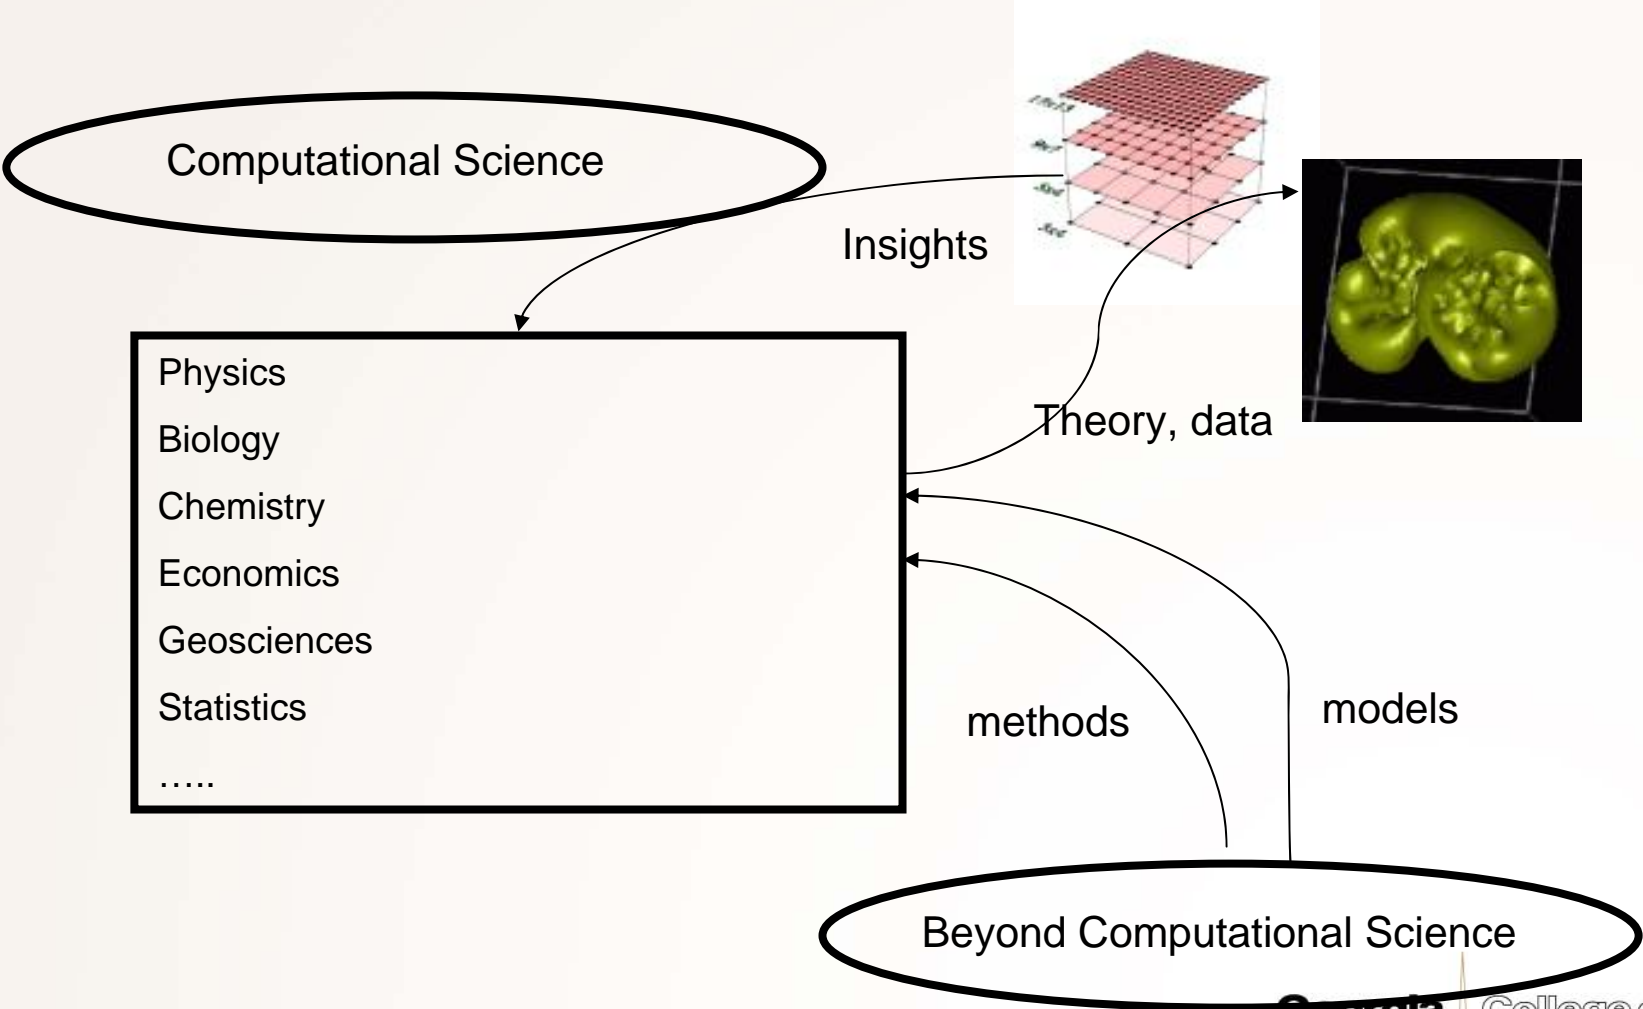 Computational Science
Insights
Physics
Biology
Theory, data
Chemistry
Economics
Geosciences
Statistics
methods
models
…..
Beyond Computational Science